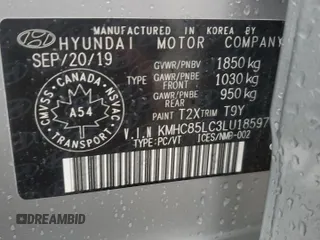 MANUFACTURED IN KOREA BY
HYUNDAI MOTOR COMPANY
SEP/20/19
GVWR/PNBV 1850 kg
TYPE GAWR/PNBE FRONT 1030 kg
GAWR/PNBE REAR 950 kg
PAINT T2X TRIM T9Y
CMVSS CANADA NSVAC
A54
TRANSPORT
V.I.N KMHC85LC3LU18597
TYPE:PC/VT ICES/NMB-002
DREAMBID